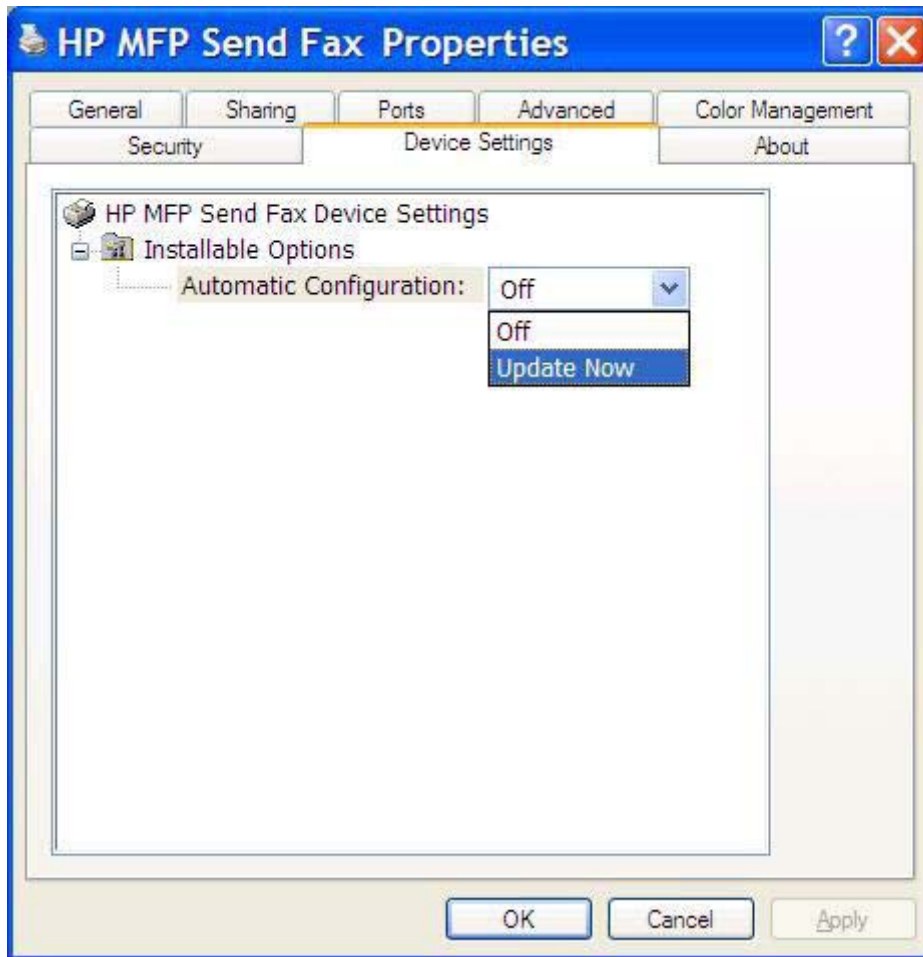 HP MFP Send Fax Properties
?
General Sharing Ports Advanced Color Management
Security Device Settings About
HP MFP Send Fax Device Settings
Installable Options
Automatic Configuration: Off
Off
Update Now
OK Cancel Apply